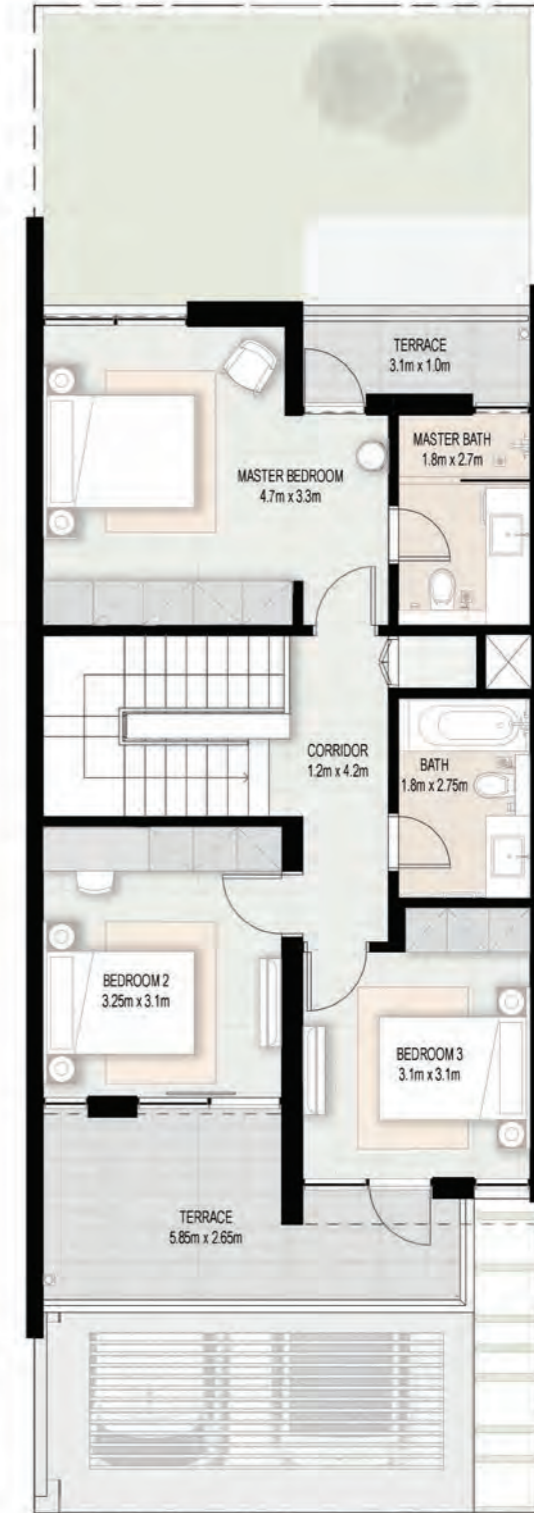 TERRACE
3.1m x 1.0m
MASTER BATH
1.8m x 2.7m
MASTER BEDROOM
4.7m x 3.3m
CORRIDOR
1.2m x 4.2m
BATH
1.8m x 2.75m
BEDROOM 2
3.25m x 3.1m
BEDROOM 3
3.1m x 3.1m
TERRACE
5.85m x 2.65m